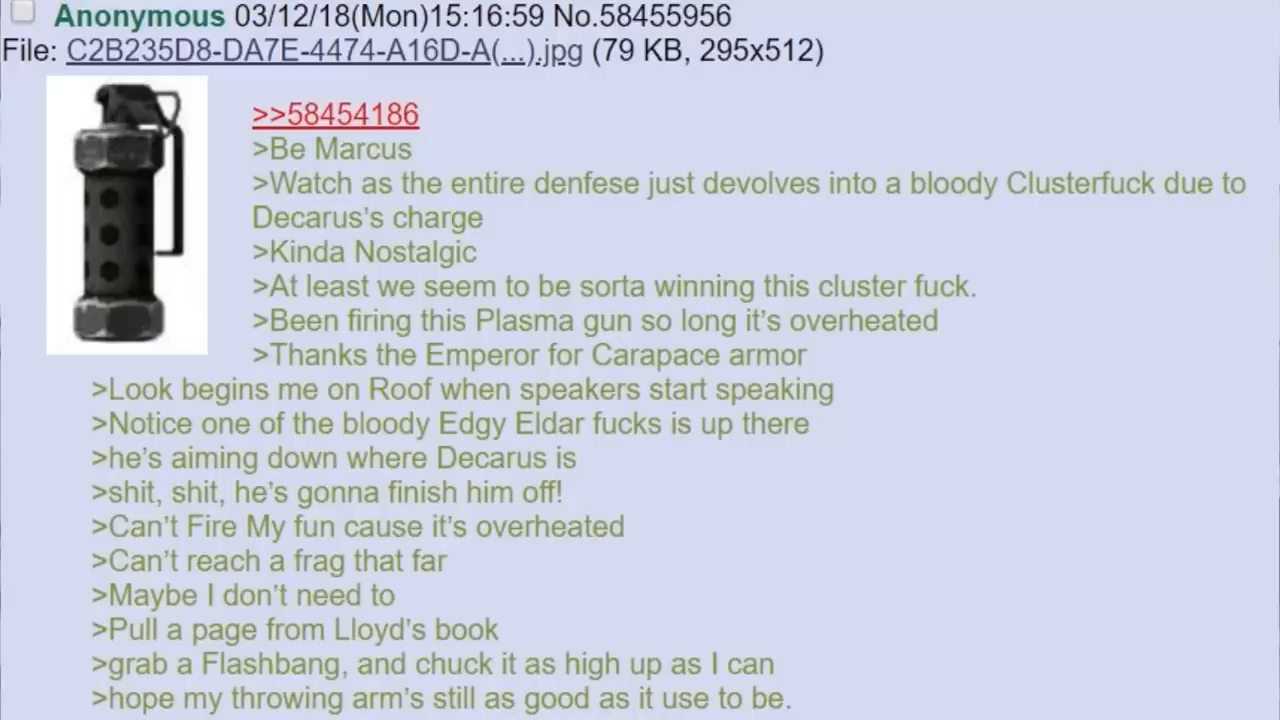 Anonymous 03/12/18(Mon)15:16:59 No.58455956
File: C2B235D8-DA7E-4474-A16D-A(...).jpg (79 KB, 295x512)
>>58454186
>Be Marcus
>Watch as the entire denfese just devolves into a bloody Clusterfuck due to
Decarus’s charge
>Kinda Nostalgic
>At least we seem to be sorta winning this cluster fuck.
>Been firing this Plasma gun so long it’s overheated
>Thanks the Emperor for Carapace armor
>Look begins me on Roof when speakers start speaking
>Notice one of the bloody Edgy Eldar fucks is up there
>he’s aiming down where Decarus is
>shit, shit, he’s gonna finish him off!
>Can’t Fire My fun cause it’s overheated
>Can’t reach a frag that far
>Maybe I don’t need to
>Pull a page from Lloyd’s book
>grab a Flashbang, and chuck it as high up as I can
>hope my throwing arm’s still as good as it use to be.